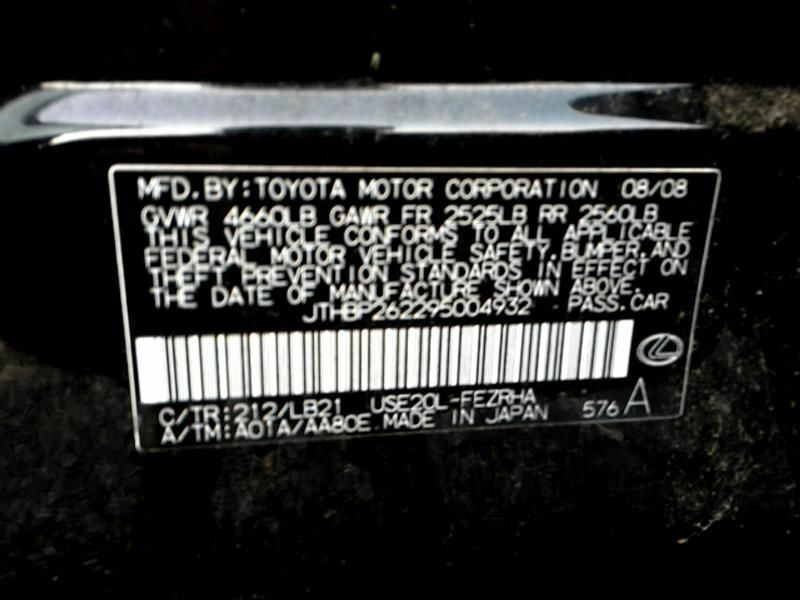 MFD. BY: TOYOTA MOTOR CORPORATION 08/08
GVWR 4660LB GAWR FR 2525LB RR 2560LB
THIS VEHICLE CONFORMS TO ALL APPLICABLE
FEDERAL MOTOR VEHICLE SAFETY, BUMPER, AND
THEFT PREVENTION STANDARDS IN EFFECT ON
THE DATE OF MANUFACTURE SHOWN ABOVE.
JTHBP262295004932 PASS. CAR
C/TR: 212/LB21 USE20L-FEZRHA
A/TM: A01A/AA80E MADE IN JAPAN 576 A